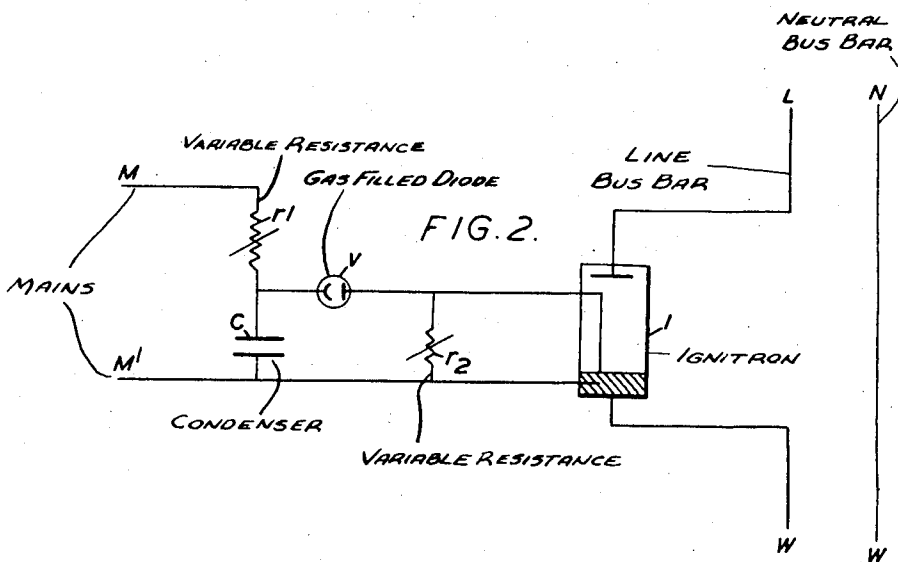 NEUTRAL
BUS BAR
L
N
VARIABLE RESISTANCE
GAS FILLED DIODE
LINE
BUS BAR
M
r1
FIG. 2.
V
MAINS
C
1
IGNITRON
M1
r2
CONDENSER
VARIABLE RESISTANCE
W
W